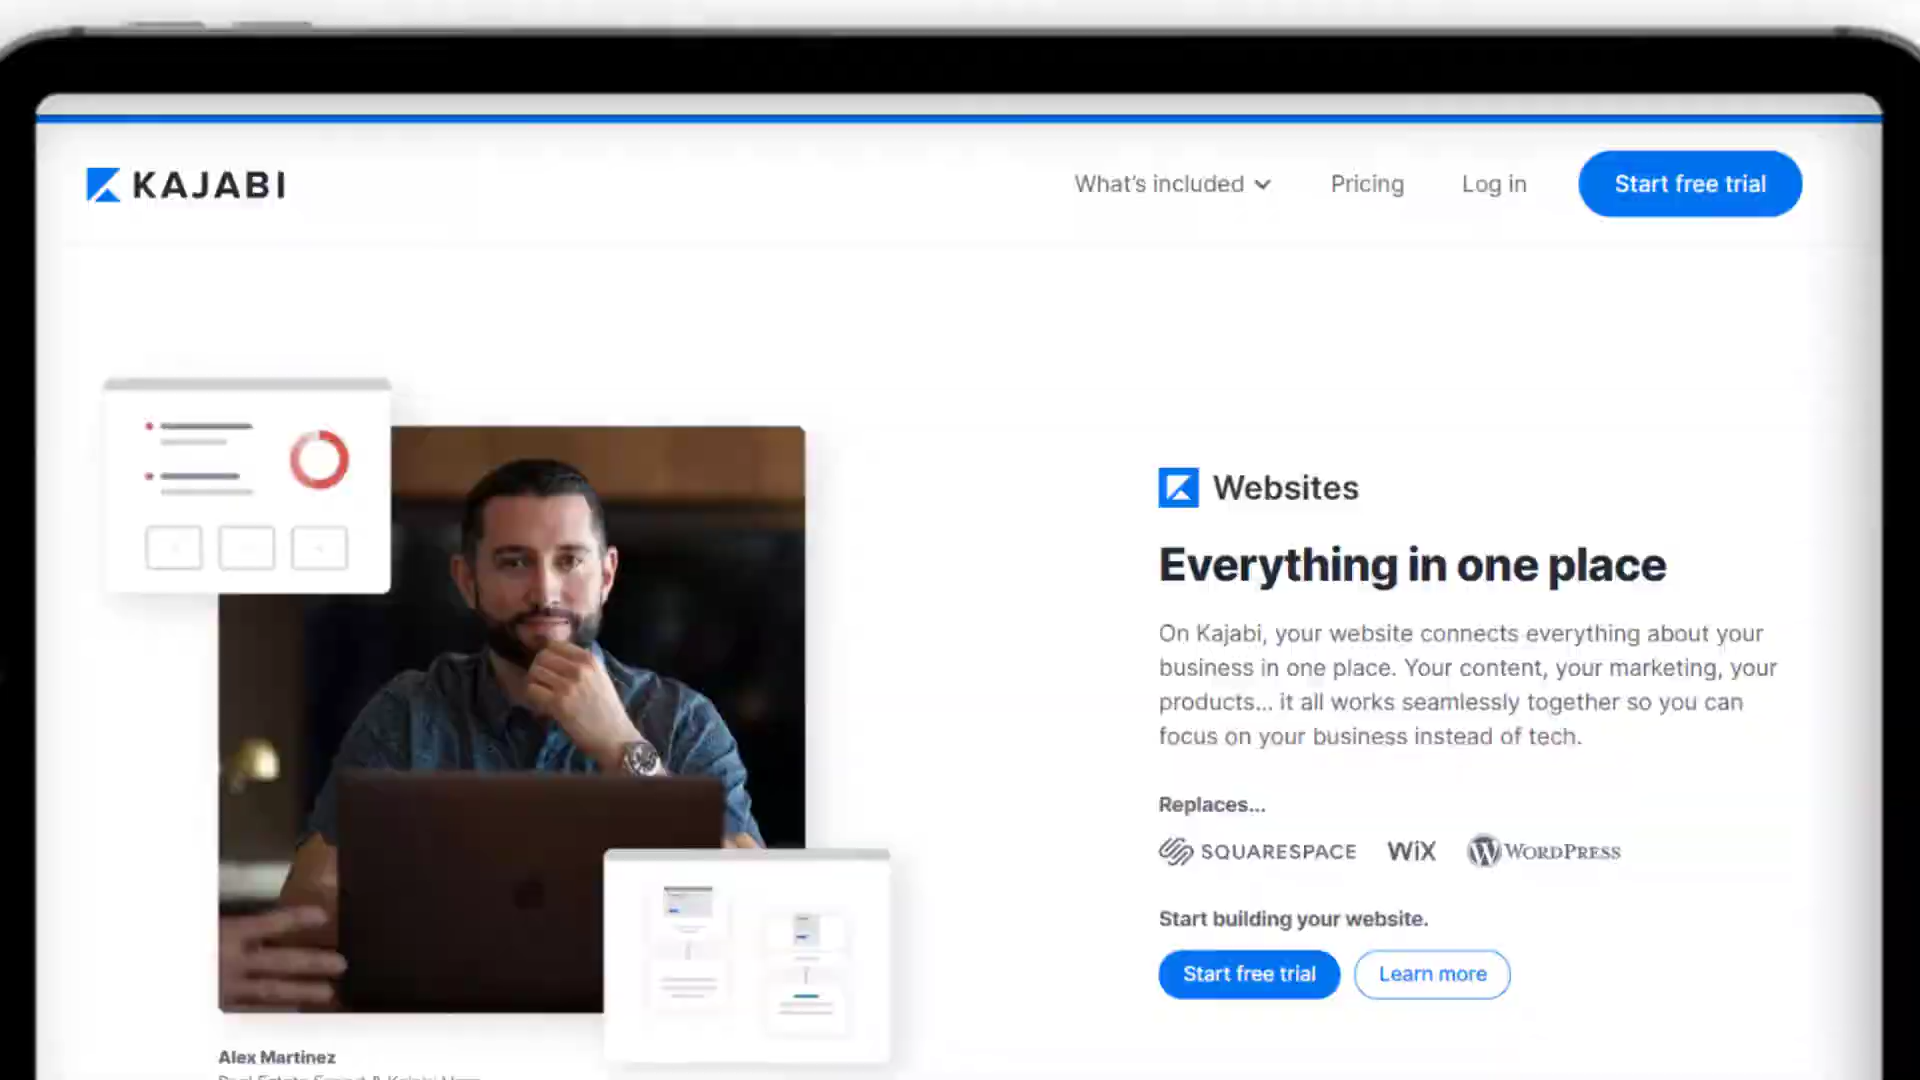 KAJABI
What's included
Pricing
Log in
Start free trial
Websites
Everything in one place
On Kajabi, your website connects everything about your
business in one place. Your content, your marketing, your
products... it all works seamlessly together so you can
focus on your business instead of tech.
Replaces...
SQUARESPACE
WiX
WORDPRESS
Start building your website.
Start free trial
Learn more
Alex Martinez